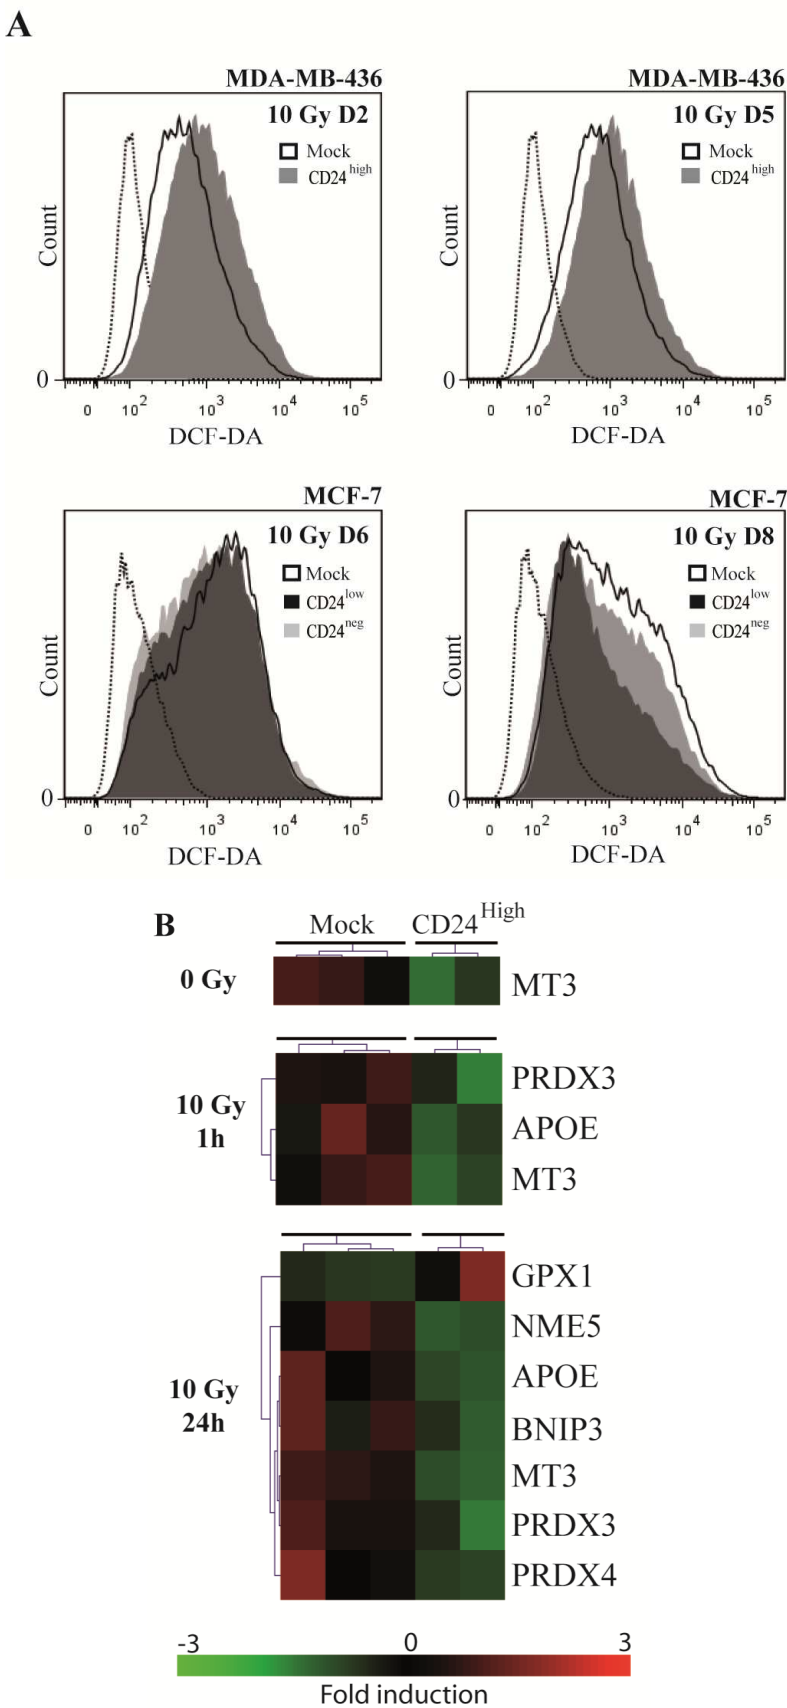 A
MDA-MB-436
10 Gy D2
Mock
CD24high
Count
0
0 10² 10³ 10⁴ 10⁵
DCF-DA
MDA-MB-436
10 Gy D5
Mock
CD24high
Count
0
0 10² 10³ 10⁴ 10⁵
DCF-DA
MCF-7
10 Gy D6
Mock
CD24low
CD24neg
Count
0
0 10² 10³ 10⁴ 10⁵
DCF-DA
MCF-7
10 Gy D8
Mock
CD24low
CD24neg
Count
0
0 10² 10³ 10⁴ 10⁵
DCF-DA
B
Mock CD24High
0 Gy
MT3
10 Gy
1h
PRDX3
APOE
MT3
10 Gy
24h
GPX1
NME5
APOE
BNIP3
MT3
PRDX3
PRDX4
-3 0 3
Fold induction